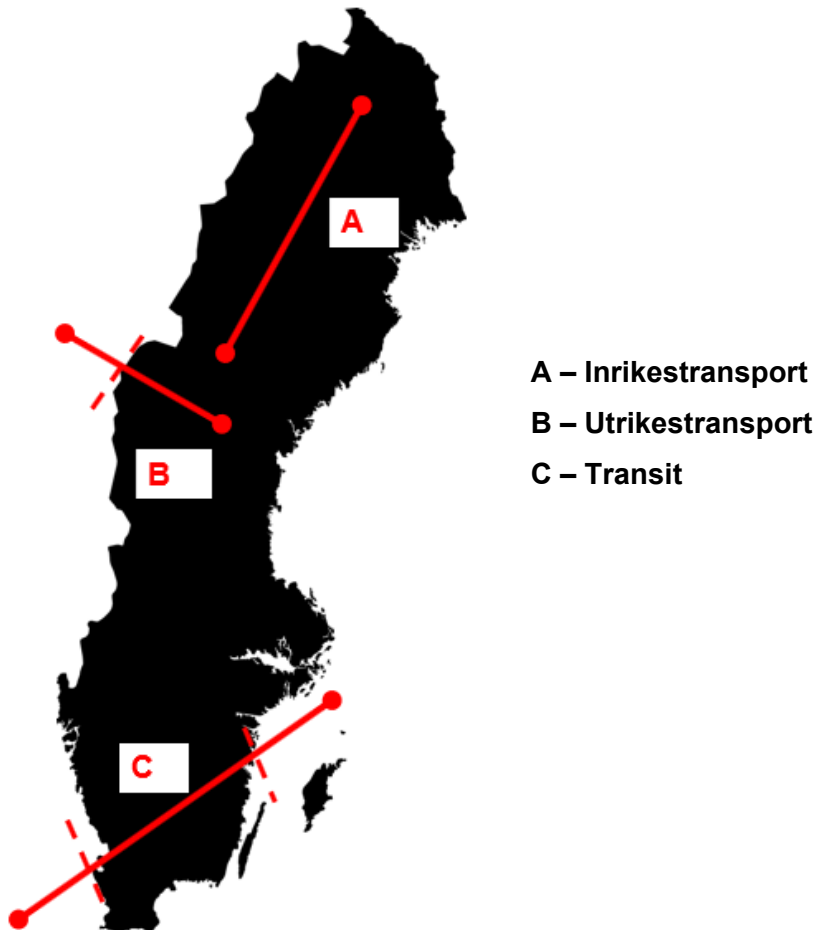 A
B
C
A – Inrikestransport
B – Utrikestransport
C – Transit